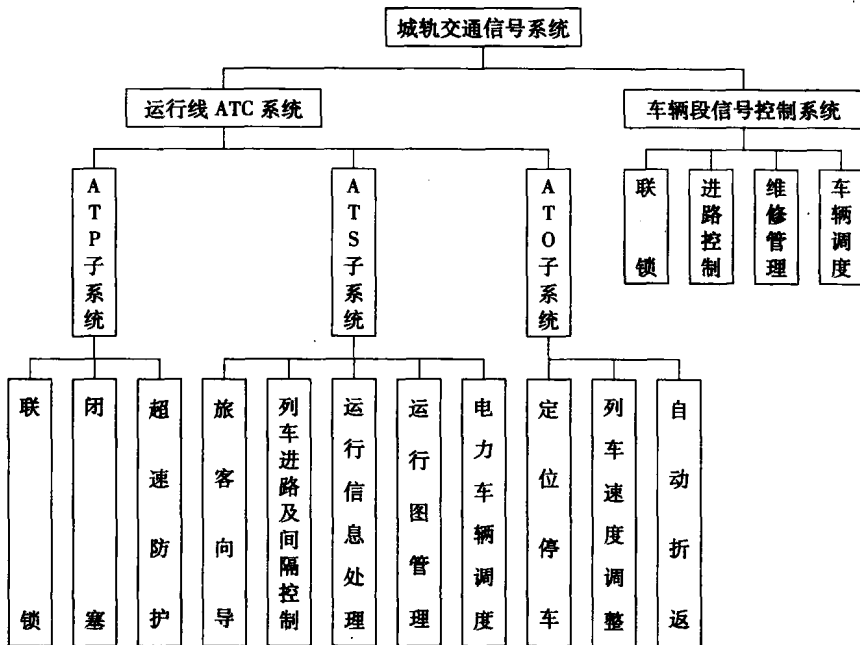 城轨交通信号系统
运行线 ATC 系统
车辆段信号控制系统
ATP子系统
ATS子系统
ATO子系统
联锁
进路控制
维修管理
车辆调度
联锁
闭塞
超速防护
旅客向导
列车进路及间隔控制
运行信息处理
运行图管理
电力车辆调度
定位停车
列车速度调整
自动折返